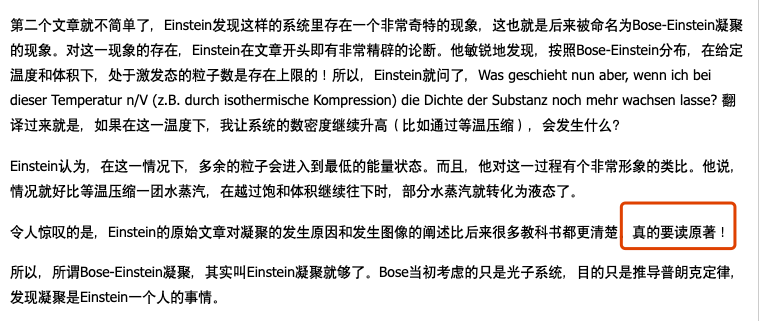 第二个文章就不简单了，Einstein发现这样的系统里存在一个非常奇特的现象，这也就是后来被命名为Bose-Einstein凝聚
的现象。对这一现象的存在，Einstein在文章开头即有非常精辟的论断。他敏锐地发现，按照Bose-Einstein分布，在给定
温度和体积下，处于激发态的粒子数是存在上限的！所以，Einstein就问了，Was geschieht nun aber, wenn ich bei
dieser Temperatur n/V (z.B. durch isothermische Kompression) die Dichte der Substanz noch mehr wachsen lasse? 翻
译过来就是，如果在这一温度下，我让系统的数密度继续升高（比如通过等温压缩），会发生什么？
Einstein认为，在这一情况下，多余的粒子会进入到最低的能量状态。而且，他对这一过程有个非常形象的类比。他说，
情况就好比等温压缩一团水蒸汽，在越过饱和体积继续往下时，部分水蒸汽就转化为液态了。
令人惊叹的是，Einstein的原始文章对凝聚的发生原因和发生图像的阐述比后来很多教科书都更清楚，真的要读原著！
所以，所谓Bose-Einstein凝聚，其实叫Einstein凝聚就够了。Bose当初考虑的只是光子系统，目的只是推导普朗克定律，
发现凝聚是Einstein一个人的事情。